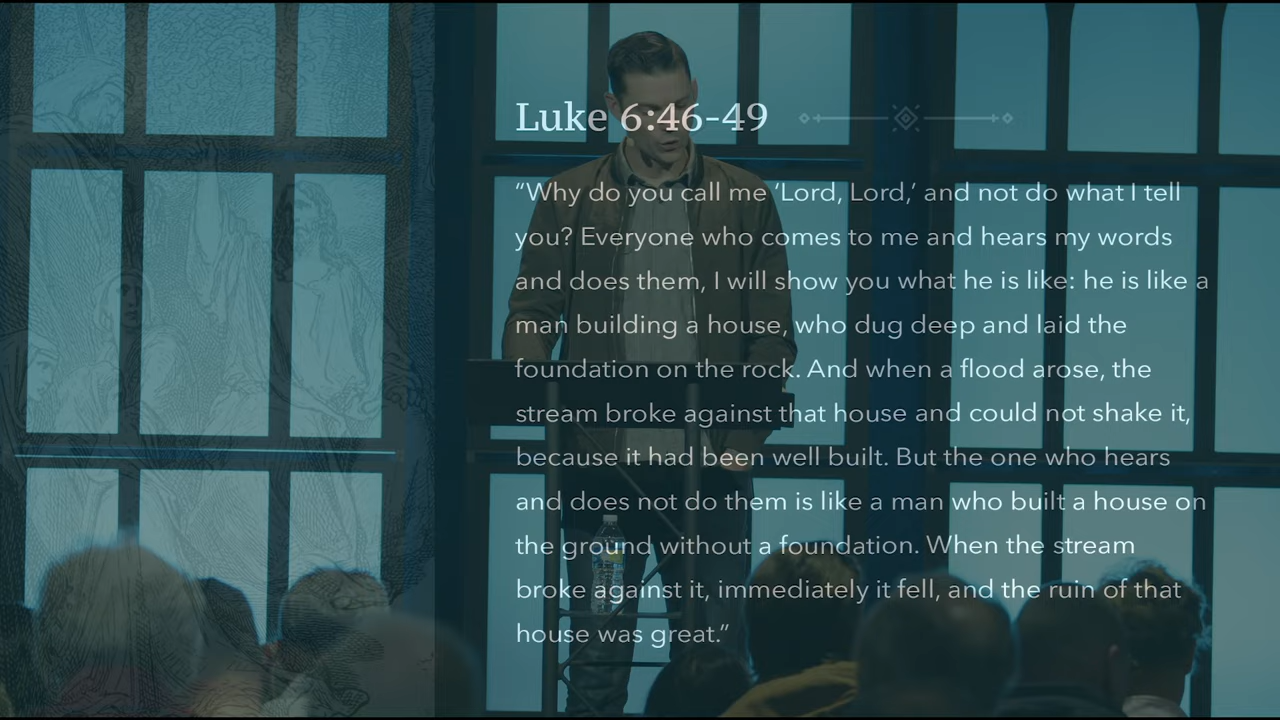 Luke 6:46-49
“Why do you call me ‘Lord, Lord,’ and not do what I tell
you? Everyone who comes to me and hears my words
and does them, I will show you what he is like: he is like a
man building a house, who dug deep and laid the
foundation on the rock. And when a flood arose, the
stream broke against that house and could not shake it,
because it had been well built. But the one who hears
and does not do them is like a man who built a house on
the ground without a foundation. When the stream
broke against it, immediately it fell, and the ruin of that
house was great.”